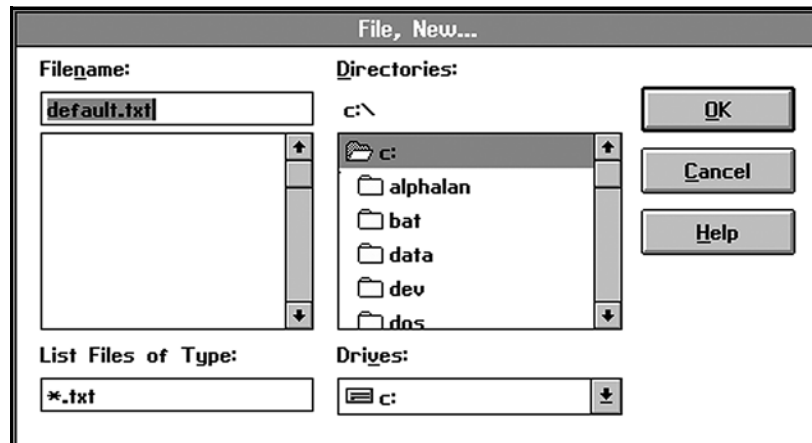 File, New...
Filename:
default.txt
List Files of Type:
*.txt
Directories:
c:\
c:
alphalan
bat
data
dev
dos
Drives:
c:
OK
Cancel
Help